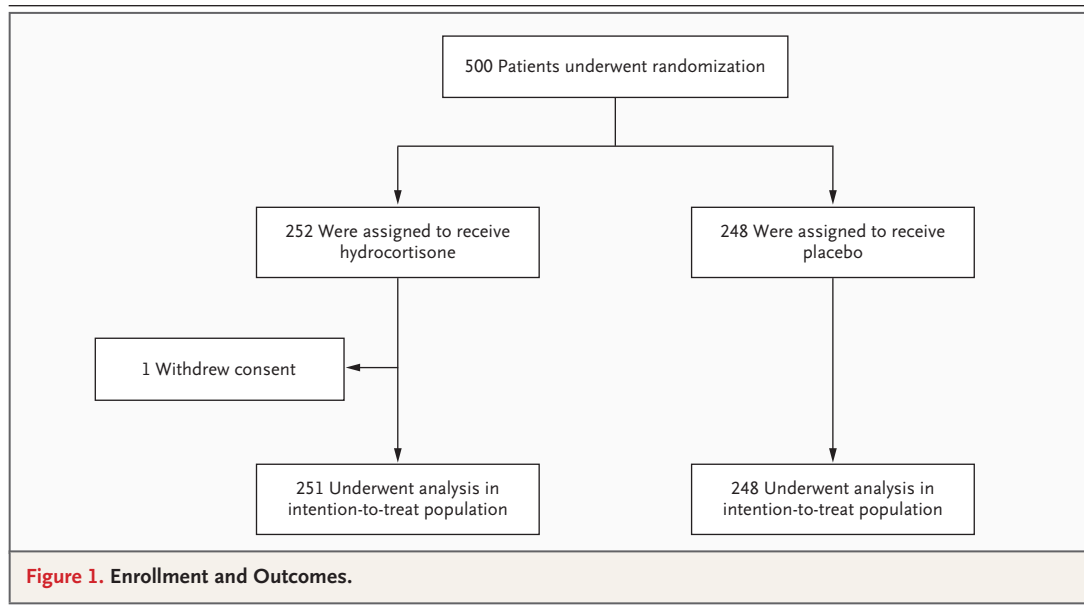 500 Patients underwent randomization
252 Were assigned to receive
hydrocortisone
248 Were assigned to receive
placebo
1 Withdrew consent
251 Underwent analysis in
intention-to-treat population
248 Underwent analysis in
intention-to-treat population
Figure 1. Enrollment and Outcomes.